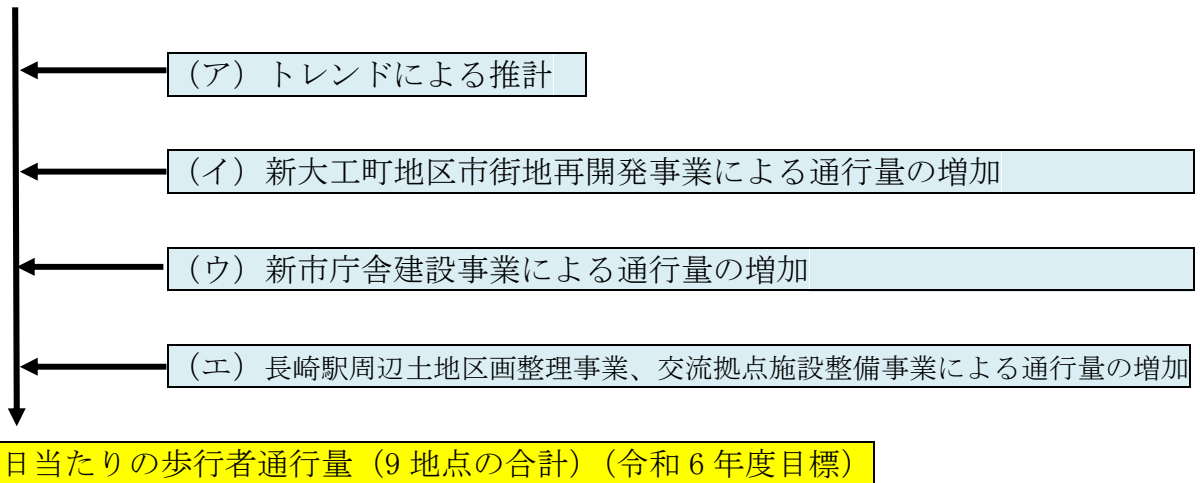 （ア）トレンドによる推計
（イ）新大工町地区市街地再開発事業による通行量の増加
（ウ）新市庁舎建設事業による通行量の増加
（エ）長崎駅周辺土地区画整理事業、交流拠点施設整備事業による通行量の増加
日当たりの歩行者通行量（9 地点の合計）（令和 6 年度目標）